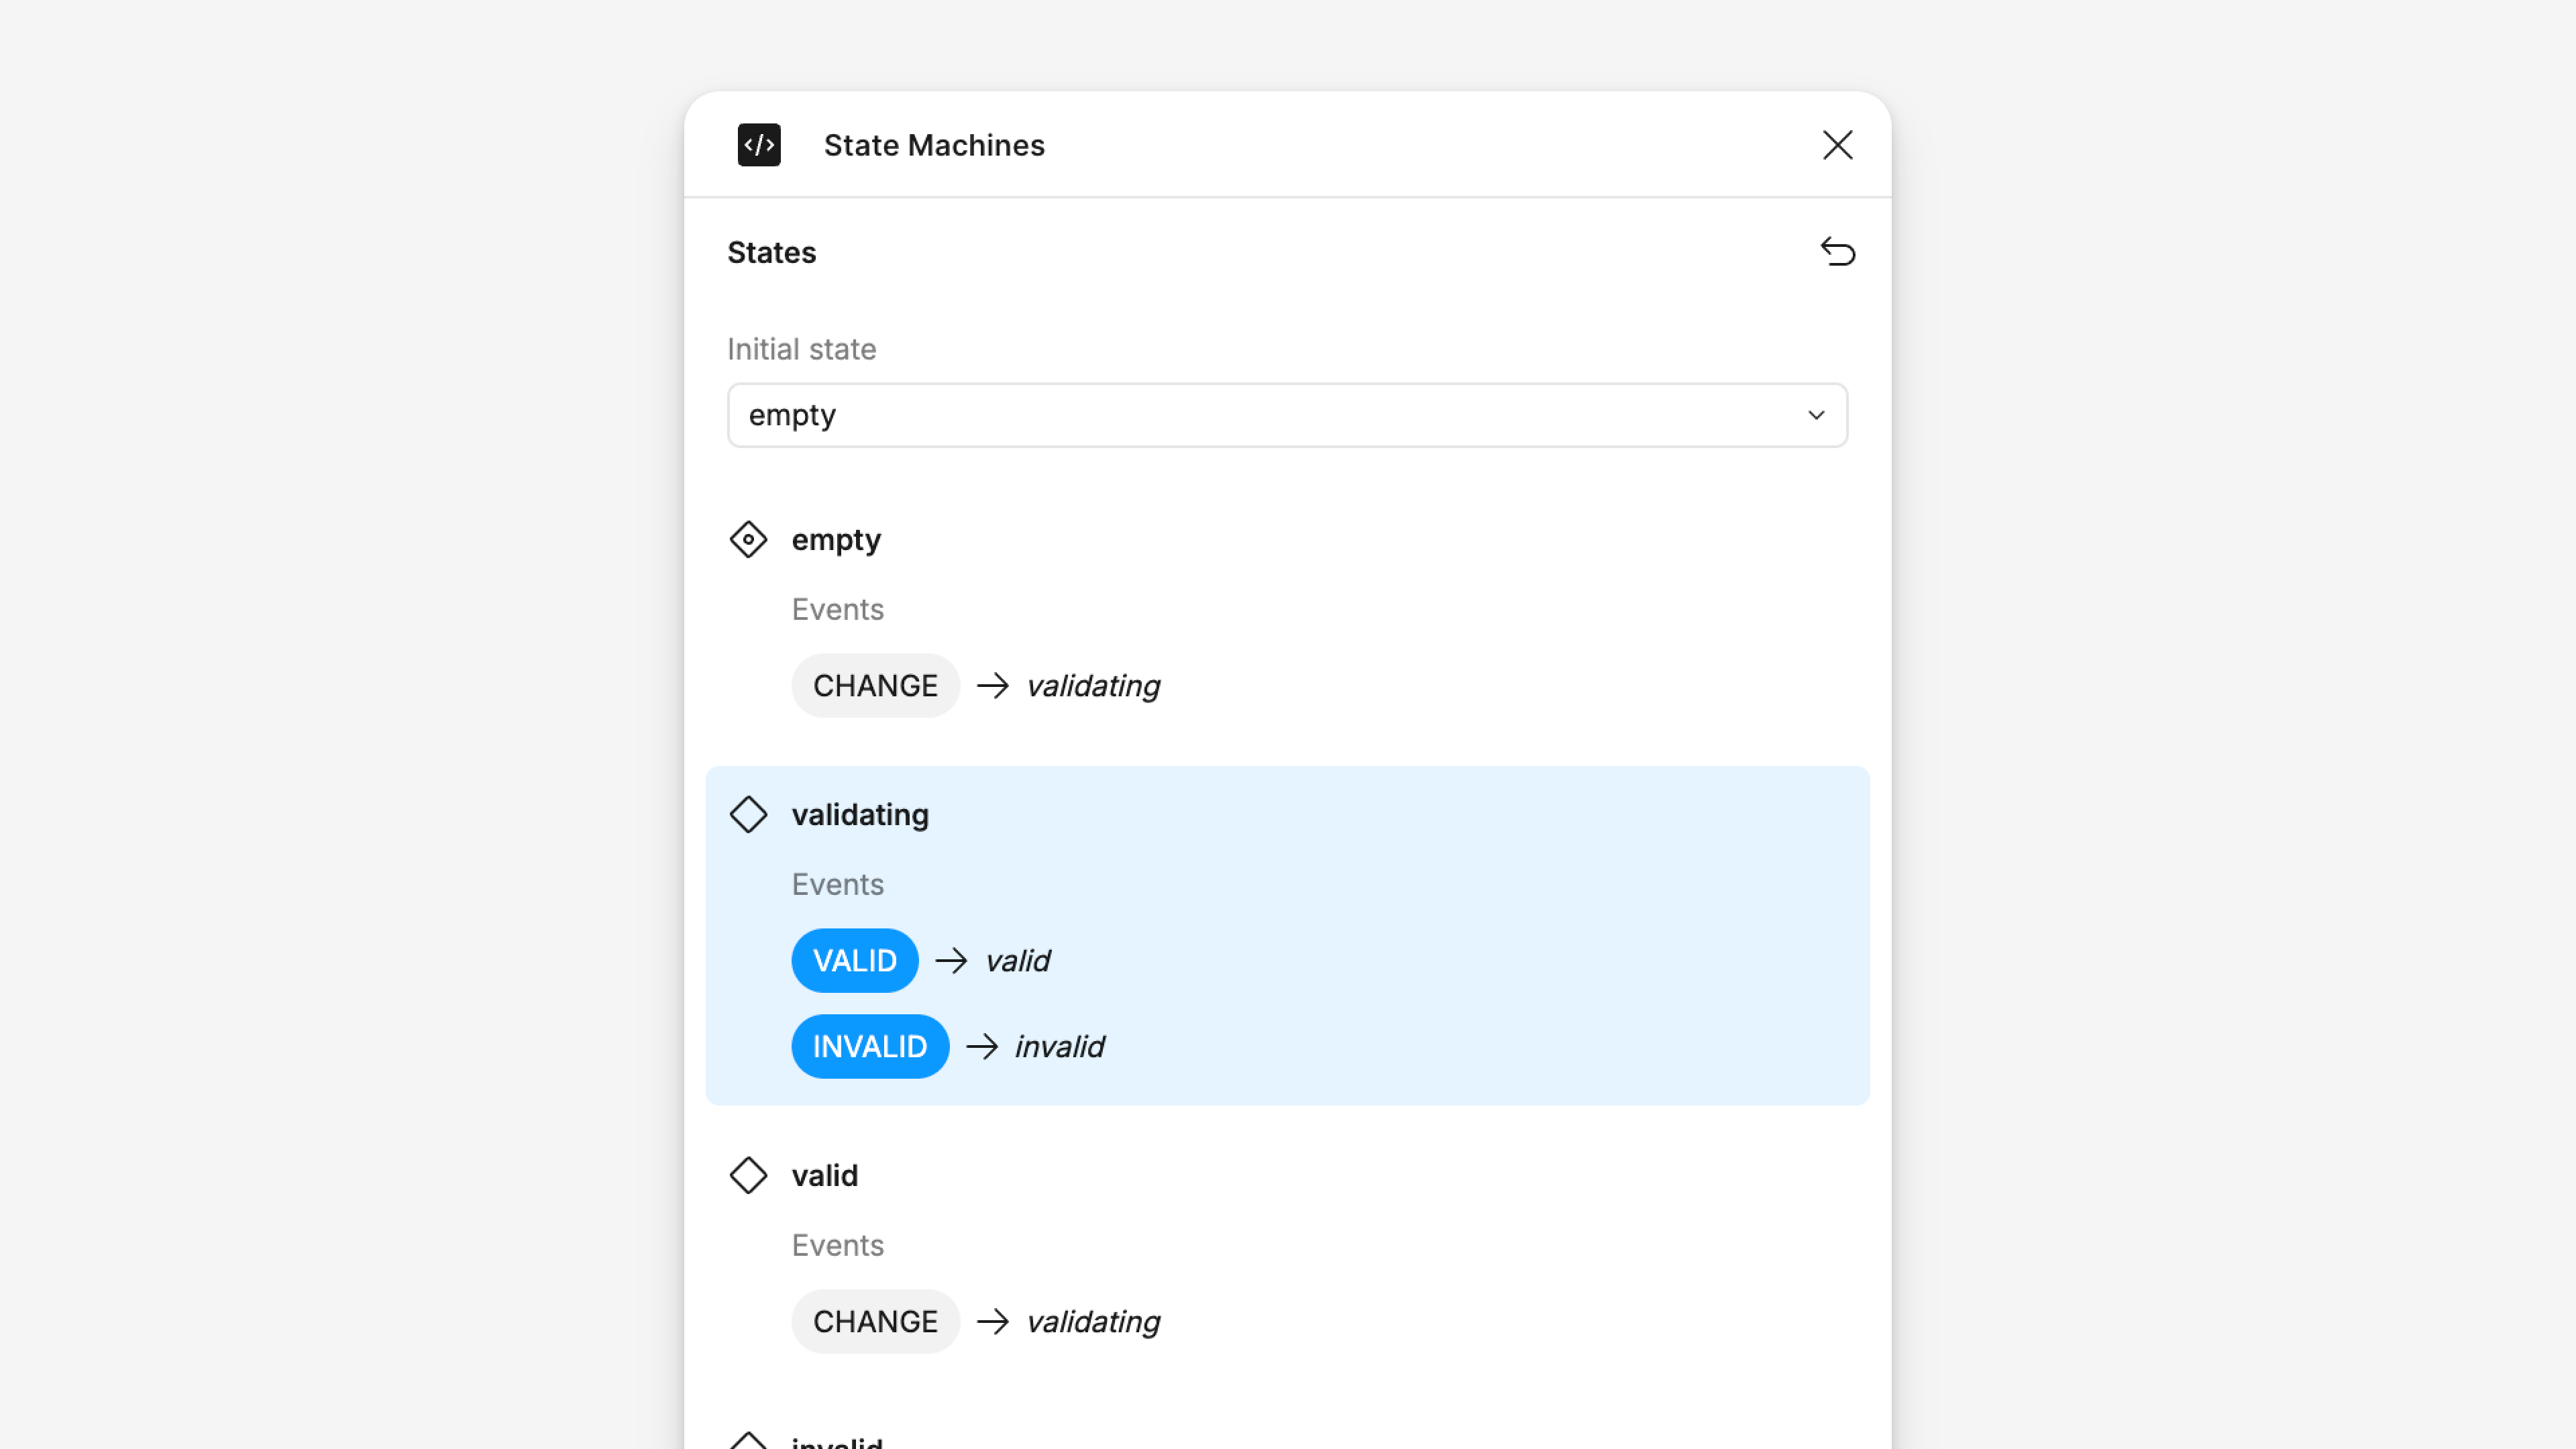 </> State Machines
States
Initial state
empty
empty
Events
CHANGE → validating
validating
Events
VALID → valid
INVALID → invalid
valid
Events
CHANGE → validating
invalid